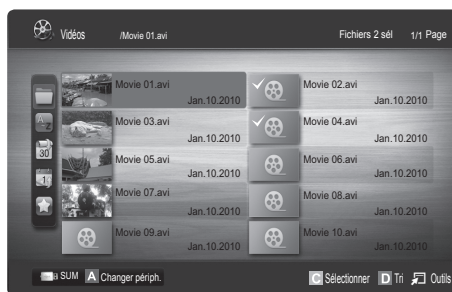 Vidéos /Movie 01.avi Fichiers 2 sél 1/1 Page
Movie 01.avi Movie 02.avi
Jan.10.2010 Jan.10.2010
Movie 03.avi Movie 04.avi
Jan.10.2010 Jan.10.2010
Movie 05.avi Movie 06.avi
Jan.10.2010 Jan.10.2010
Movie 07.avi Movie 08.avi
Jan.10.2010 Jan.10.2010
Movie 09.avi Movie 10.avi
Jan.10.2010 Jan.10.2010
A Z
30
1
SUM A Changer périph. C Sélectionner D Tri Outils